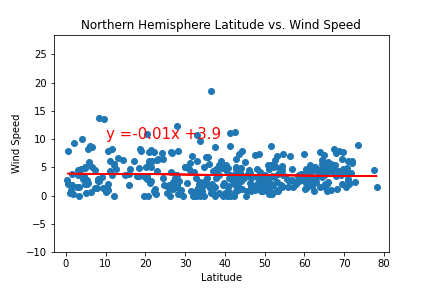 Northern Hemisphere Latitude vs. Wind Speed
25
20
15
y =-0.01x +3.9
10
5
0
−5
−10
Wind Speed
0 10 20 30 40 50 60 70 80
Latitude